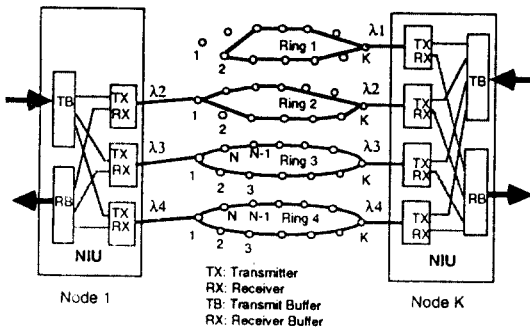 λ1
1
2
Ring 1
K
TX
RX
TB
λ2
1
2
Ring 2
K
λ2
TX
RX
TB
TX
RX
λ3
1
2
3
N
N-1
Ring 3
K
λ3
TX
RX
TX
RX
RB
RB
λ4
1
2
3
N
N-1
Ring 4
K
λ4
TX
RX
TX
RX
NIU
NIU
Node 1
Node K
TX: Transmitter
RX: Receiver
TB: Transmit Buffer
RX: Receiver Buffer